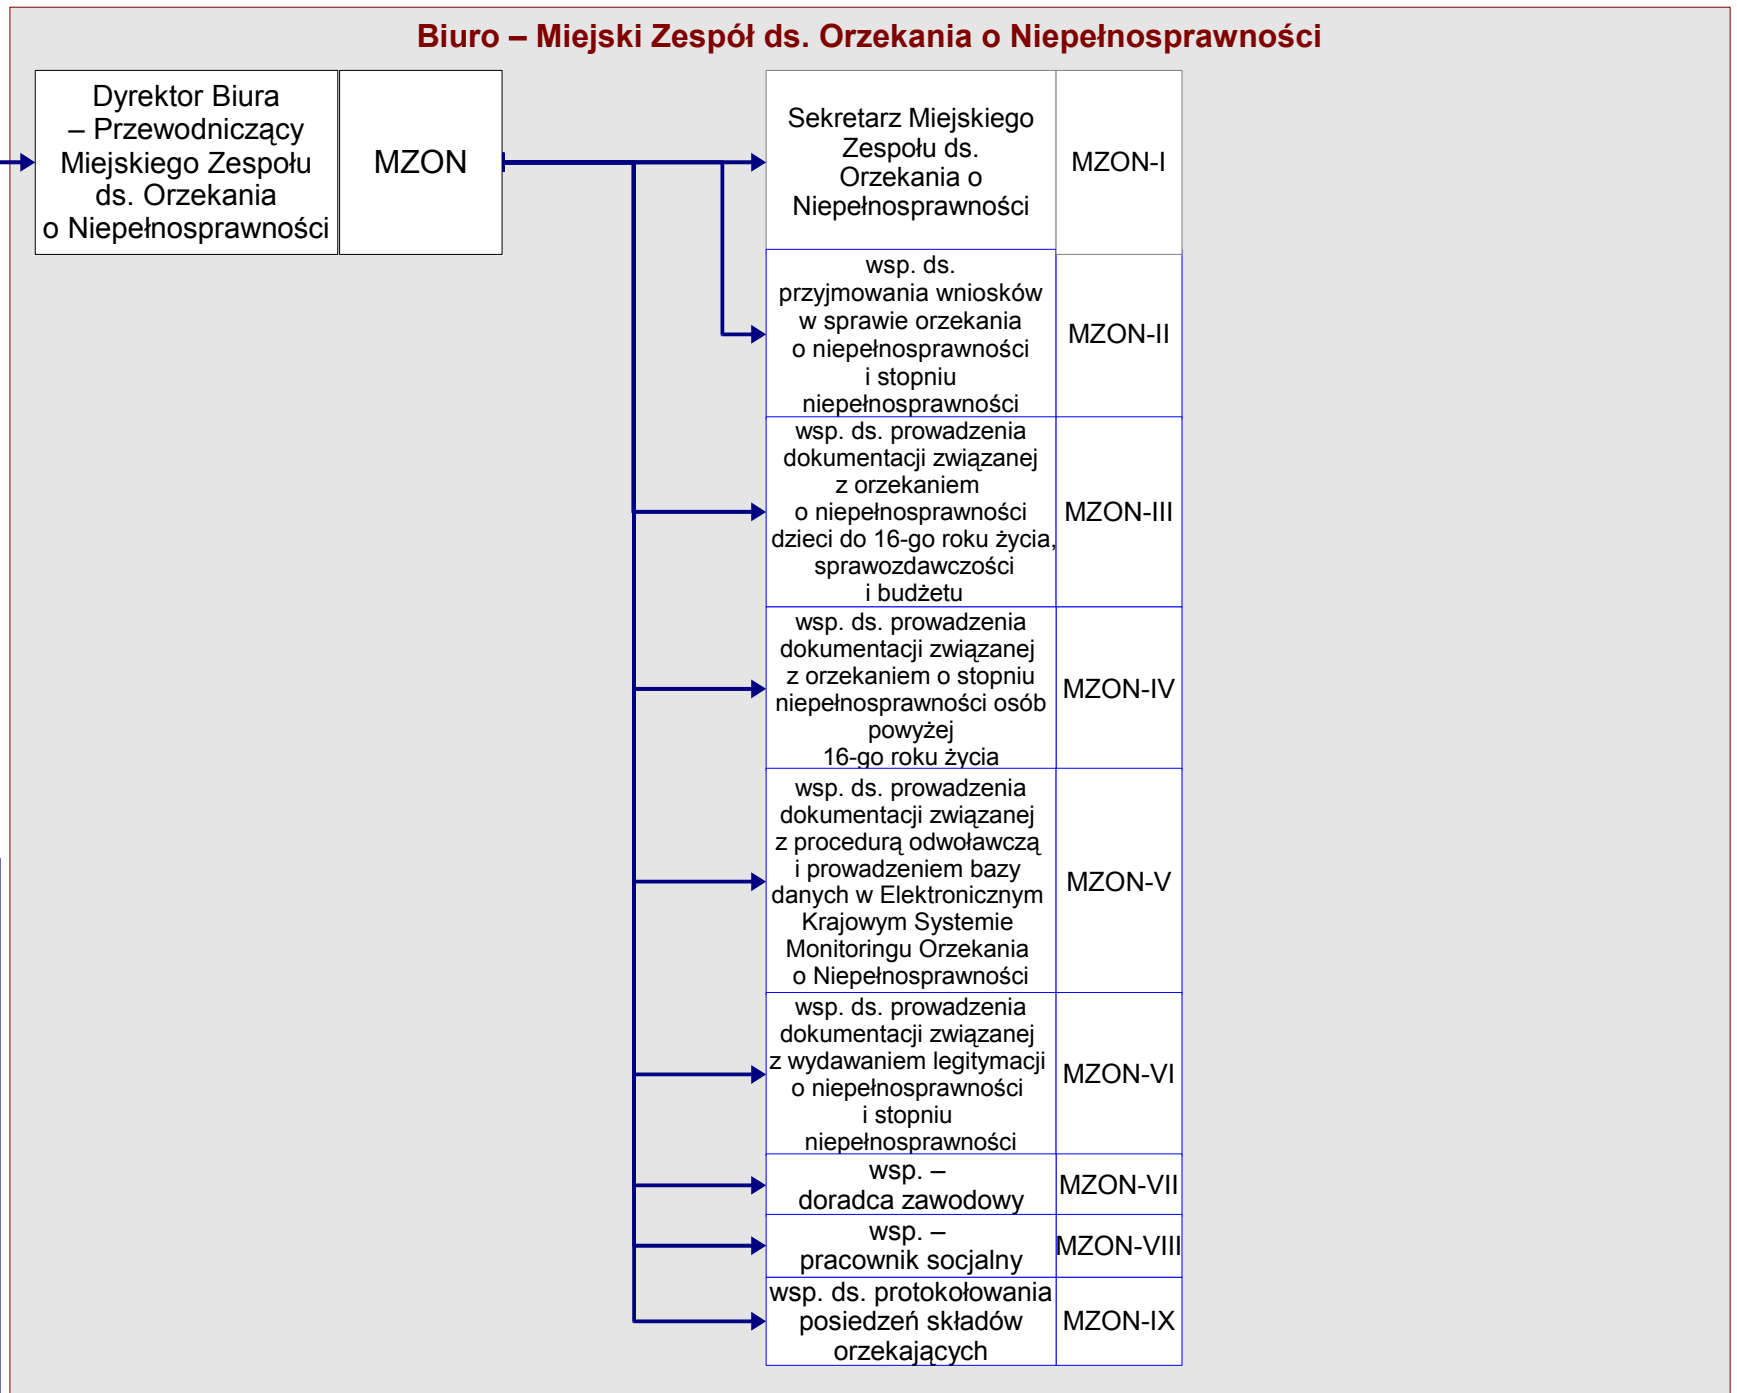 Biuro – Miejski Zespół ds. Orzekania o Niepełnosprawności
Dyrektor Biura
– Przewodniczący
Miejskiego Zespołu
ds. Orzekania
o Niepełnosprawności
MZON
Sekretarz Miejskiego
Zespołu ds.
Orzekania o
Niepełnosprawności
MZON-I
wsp. ds.
przyjmowania wniosków
w sprawie orzekania
o niepełnosprawności
i stopniu
niepełnosprawności
MZON-II
wsp. ds. prowadzenia
dokumentacji związanej
z orzekaniem
o niepełnosprawności
dzieci do 16-go roku życia,
sprawozdawczości
i budżetu
MZON-III
wsp. ds. prowadzenia
dokumentacji związanej
z orzekaniem o stopniu
niepełnosprawności osób
powyżej
16-go roku życia
MZON-IV
wsp. ds. prowadzenia
dokumentacji związanej
z procedurą odwoławczą
i prowadzeniem bazy
danych w Elektronicznym
Krajowym Systemie
Monitoringu Orzekania
o Niepełnosprawności
MZON-V
wsp. ds. prowadzenia
dokumentacji związanej
z wydawaniem legitymacji
o niepełnosprawności
i stopniu
niepełnosprawności
MZON-VI
wsp. –
doradca zawodowy
MZON-VII
wsp. –
pracownik socjalny
MZON-VIII
wsp. ds. protokołowania
posiedzeń składów
orzekających
MZON-IX